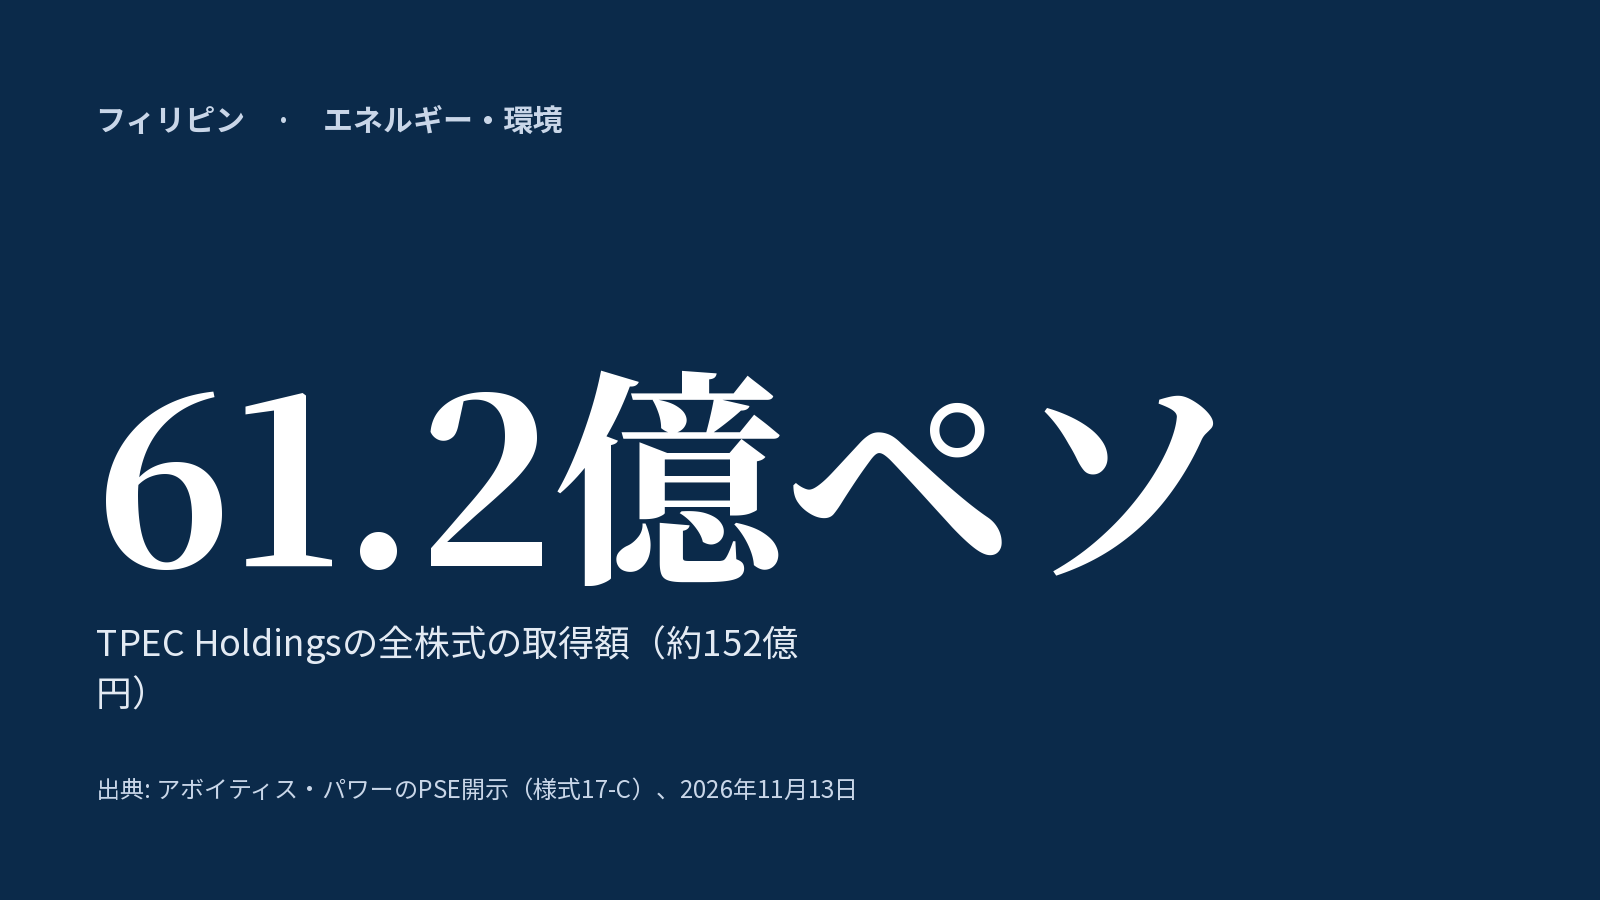 フィリピン · エネルギー・環境
61.2億ペソ
TPEC Holdingsの全株式の取得額（約152億
円）
出典: アボイティス・パワーのPSE開示（様式17-C）、2026年11月13日